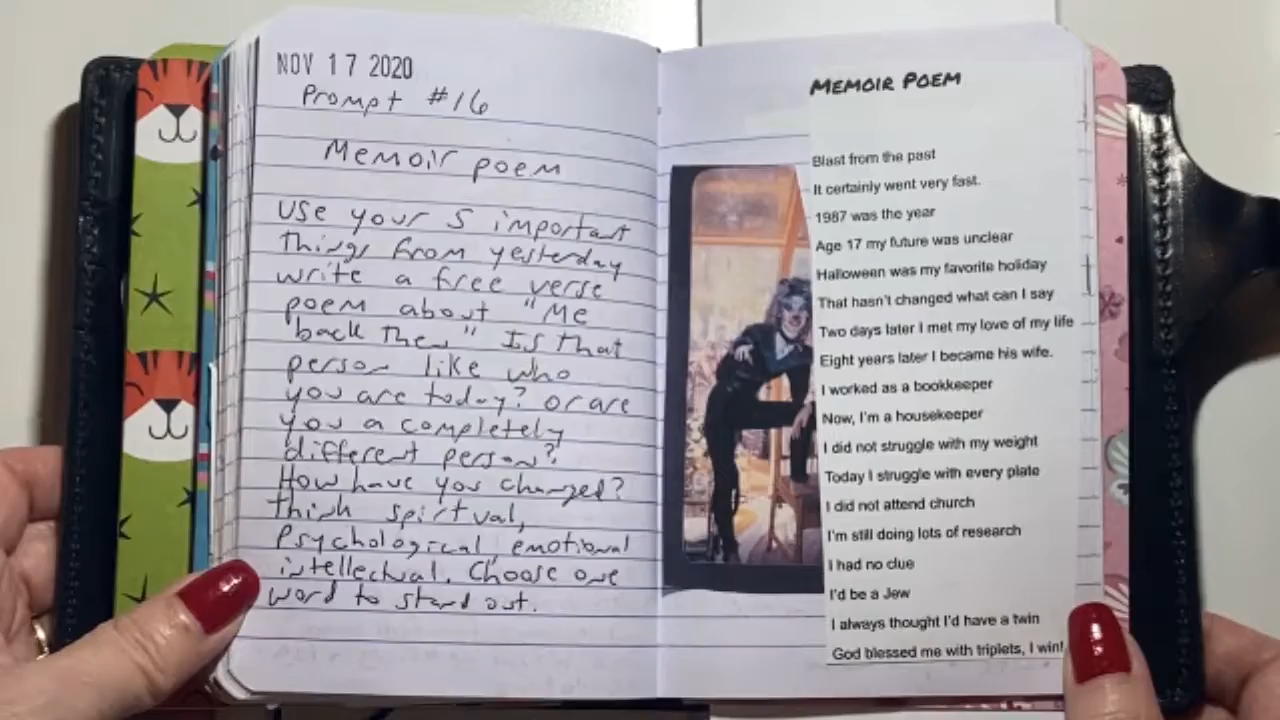 NOV 17 2020
Prompt #16
Memoir poem
use your 5 important
things from yesterday
write a free verse
poem about "Me
back then" Is that
person like who
you are today? or are
you a completely
different person?
How have you changed?
think spirtual,
Psychological, emotional
intellectual. Choose one
word to stand out.
MEMOIR POEM
Blast from the past
It certainly went very fast.
1987 was the year
Age 17 my future was unclear
Halloween was my favorite holiday
That hasn't changed what can I say
Two days later I met my love of my life
Eight years later I became his wife.
I worked as a bookkeeper
Now, I'm a housekeeper
I did not struggle with my weight
Today I struggle with every plate
I did not attend church
I'm still doing lots of research
I had no clue
I'd be a Jew
I always thought I'd have a twin
God blessed me with triplets, I win!